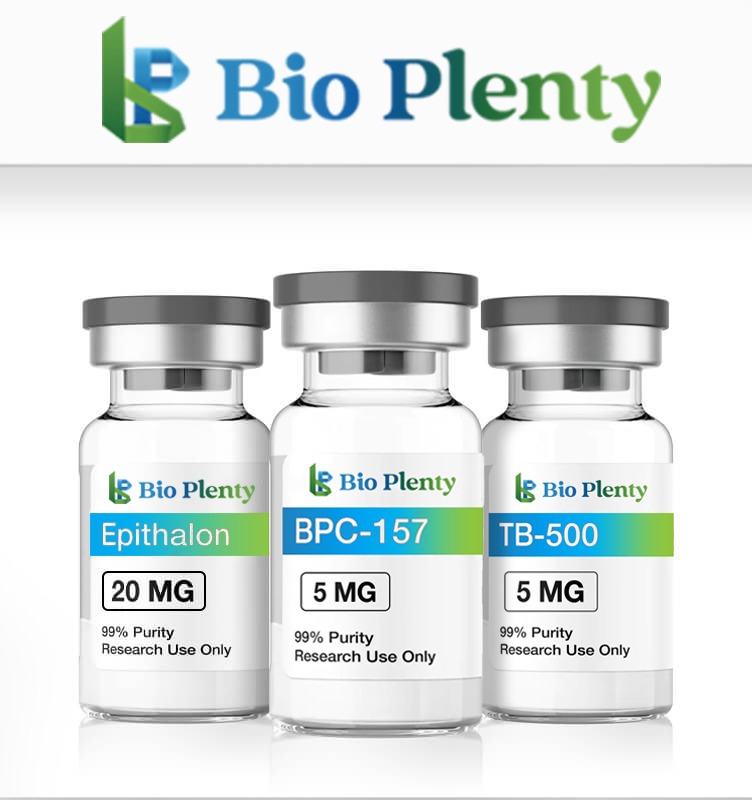 Bio Plenty
Bio Plenty
Epithalon
20 MG
99% Purity
Research Use Only
Bio Plenty
BPC-157
5 MG
99% Purity
Research Use Only
Bio Plenty
TB-500
5 MG
99% Purity
Research Use Only